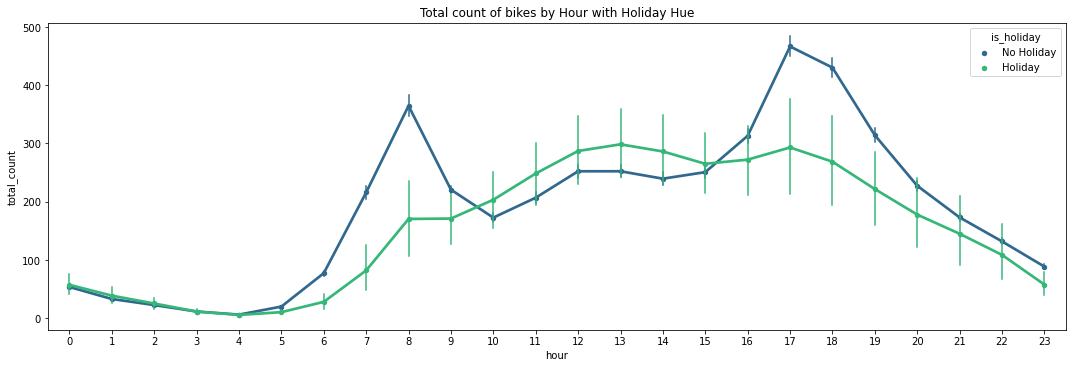 Total count of bikes by Hour with Holiday Hue
is_holiday
No Holiday
Holiday
total_count
500
400
300
200
100
0
0 1 2 3 4 5 6 7 8 9 10 11 12 13 14 15 16 17 18 19 20 21 22 23
hour